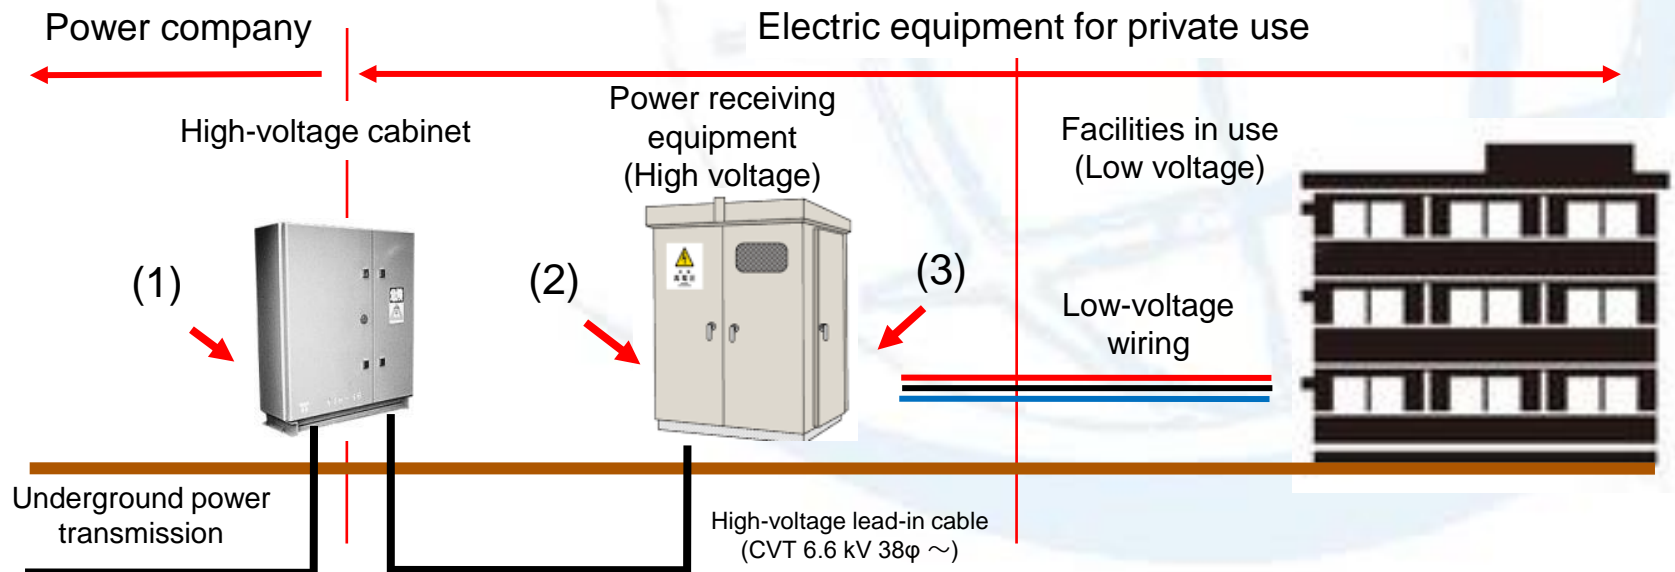 Power company
Electric equipment for private use
High-voltage cabinet
Power receiving
equipment
(High voltage)
Facilities in use
(Low voltage)
(1)
(2)
(3)
Low-voltage
wiring
Underground power
transmission
High-voltage lead-in cable
(CVT 6.6 kV 38φ ～)